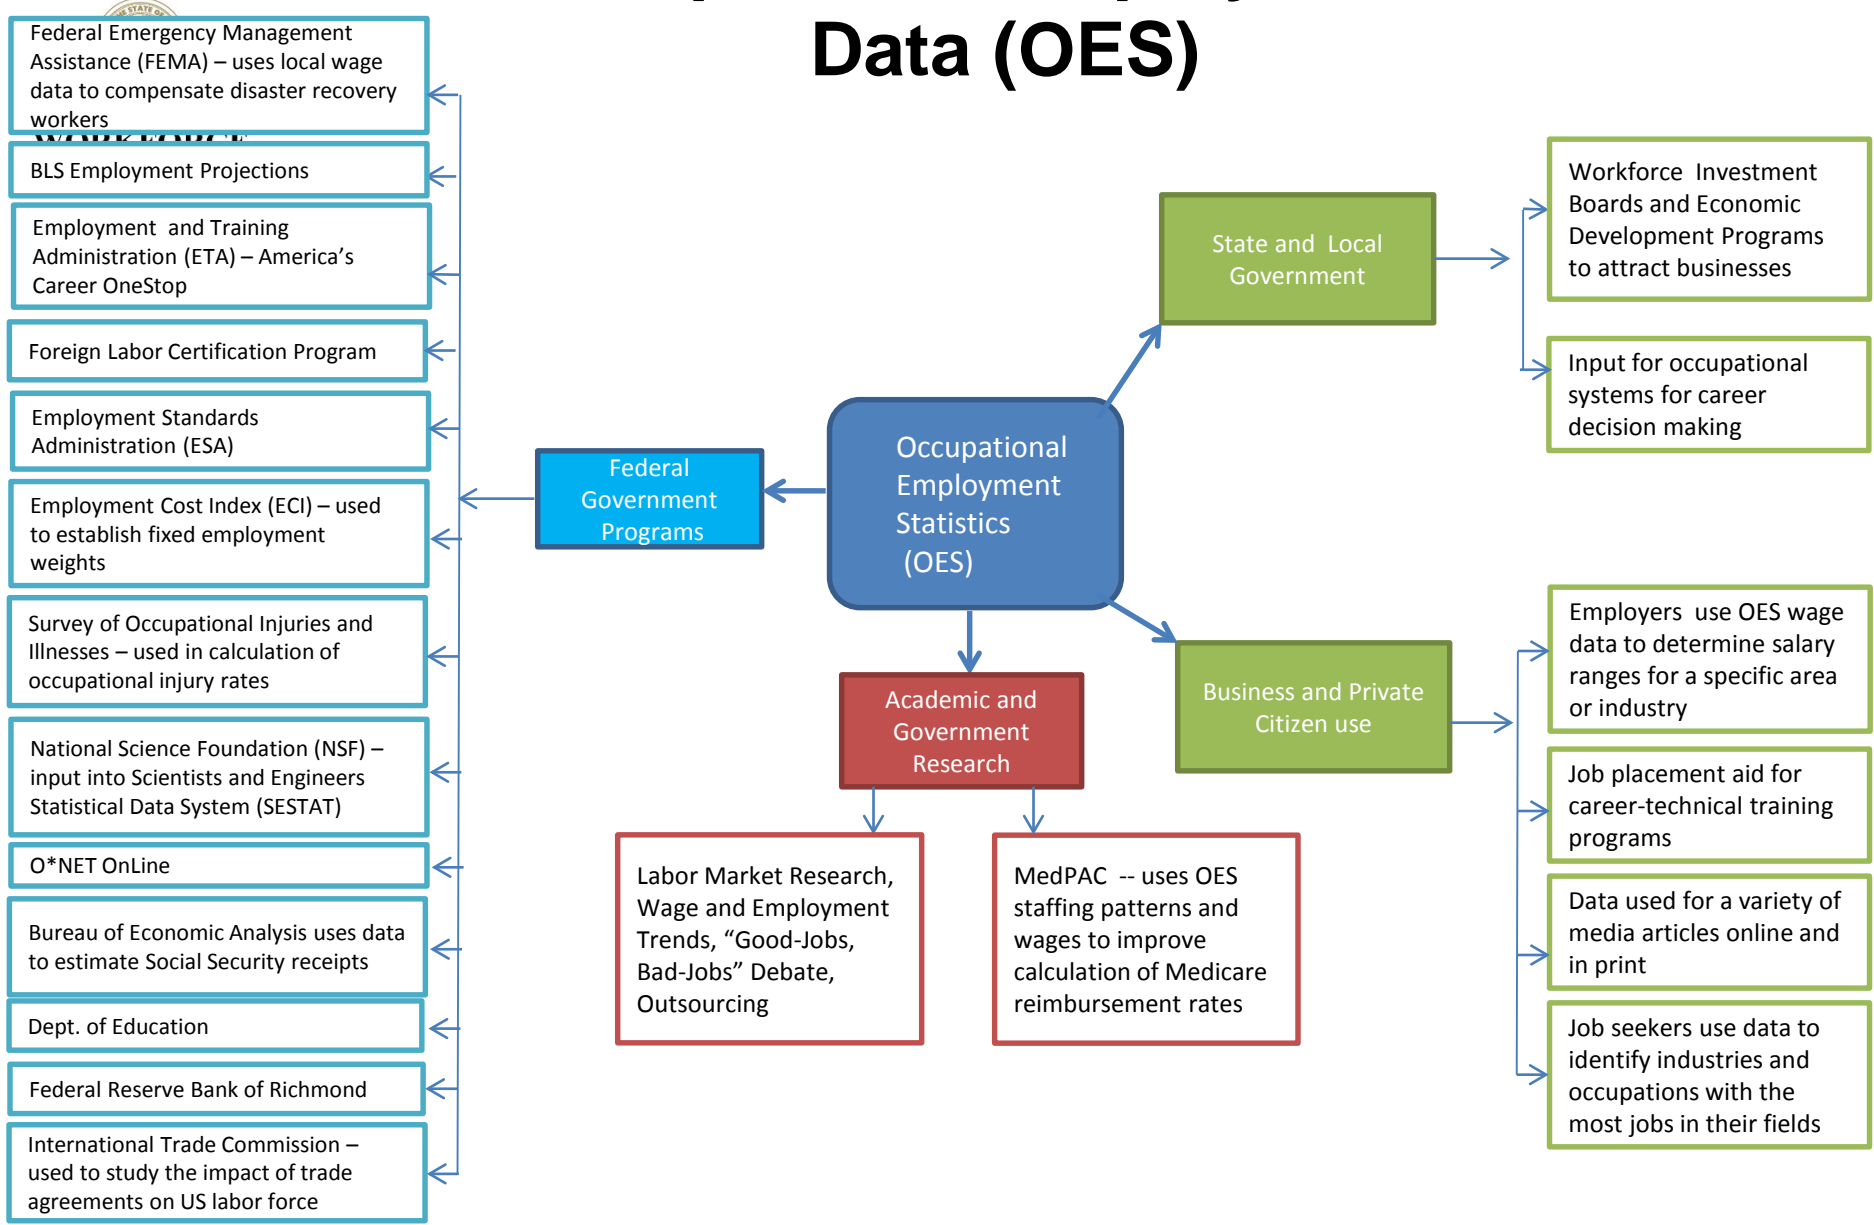 Data (OES)
Federal Emergency Management
Assistance (FEMA) – uses local wage
data to compensate disaster recovery
workers
BLS Employment Projections
Employment  and Training
Administration (ETA) – America’s
Career OneStop
Foreign Labor Certification Program
Employment Standards
Administration (ESA)
Employment Cost Index (ECI) – used
to establish fixed employment
weights
Survey of Occupational Injuries and
Illnesses – used in calculation of
occupational injury rates
National Science Foundation (NSF) –
input into Scientists and Engineers
Statistical Data System (SESTAT)
O*NET OnLine
Bureau of Economic Analysis uses data
to estimate Social Security receipts
Dept. of Education
Federal Reserve Bank of Richmond
International Trade Commission –
used to study the impact of trade
agreements on US labor force
Federal
Government
Programs
Occupational
Employment
Statistics
(OES)
Academic and
Government
Research
Labor Market Research,
Wage and Employment
Trends, “Good-Jobs,
Bad-Jobs” Debate,
Outsourcing
MedPAC  -- uses OES
staffing patterns and
wages to improve
calculation of Medicare
reimbursement rates
State and  Local
Government
Workforce  Investment
Boards and Economic
Development Programs
to attract businesses
Input for occupational
systems for career
decision making
Business and Private
Citizen use
Employers  use OES wage
data to determine salary
ranges for a specific area
or industry
Job placement aid for
career-technical training
programs
Data used for a variety of
media articles online and
in print
Job seekers use data to
identify industries and
occupations with the
most jobs in their fields